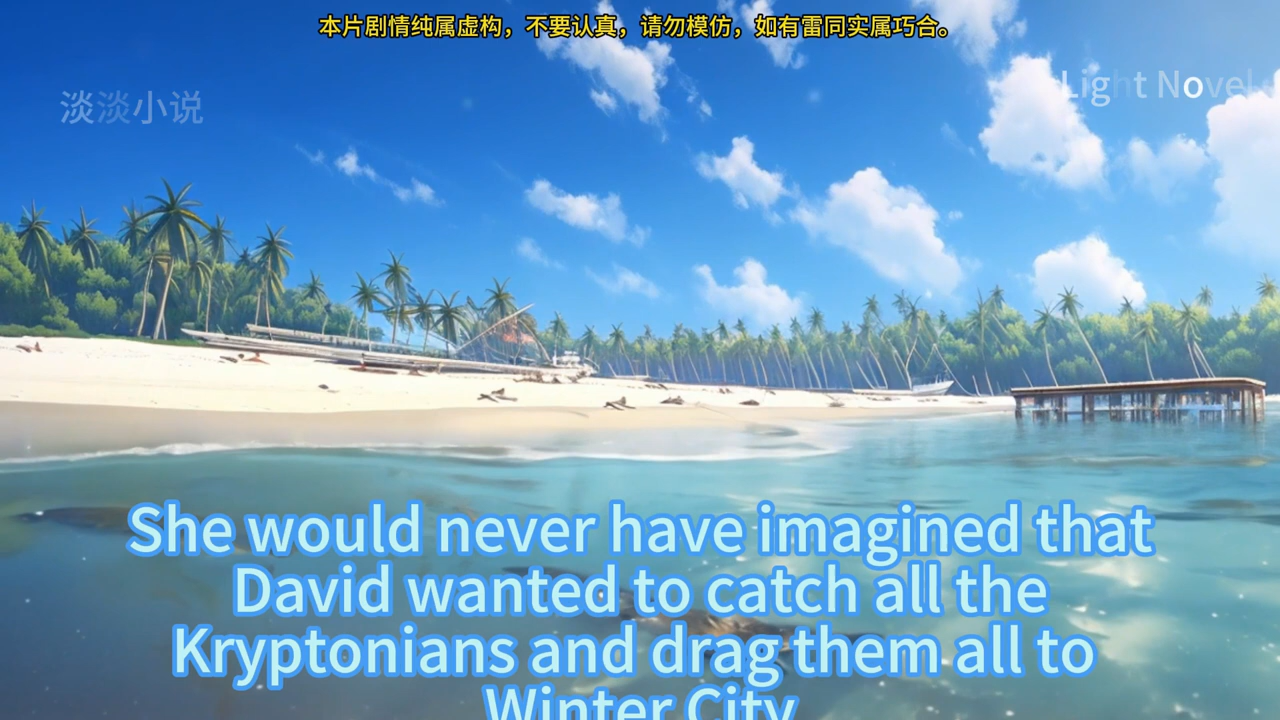 本片剧情纯属虚构，不要认真，请勿模仿，如有雷同实属巧合。
淡淡小说
Light Novel
She would never have imagined that
David wanted to catch all the
Kryptonians and drag them all to
Winter City